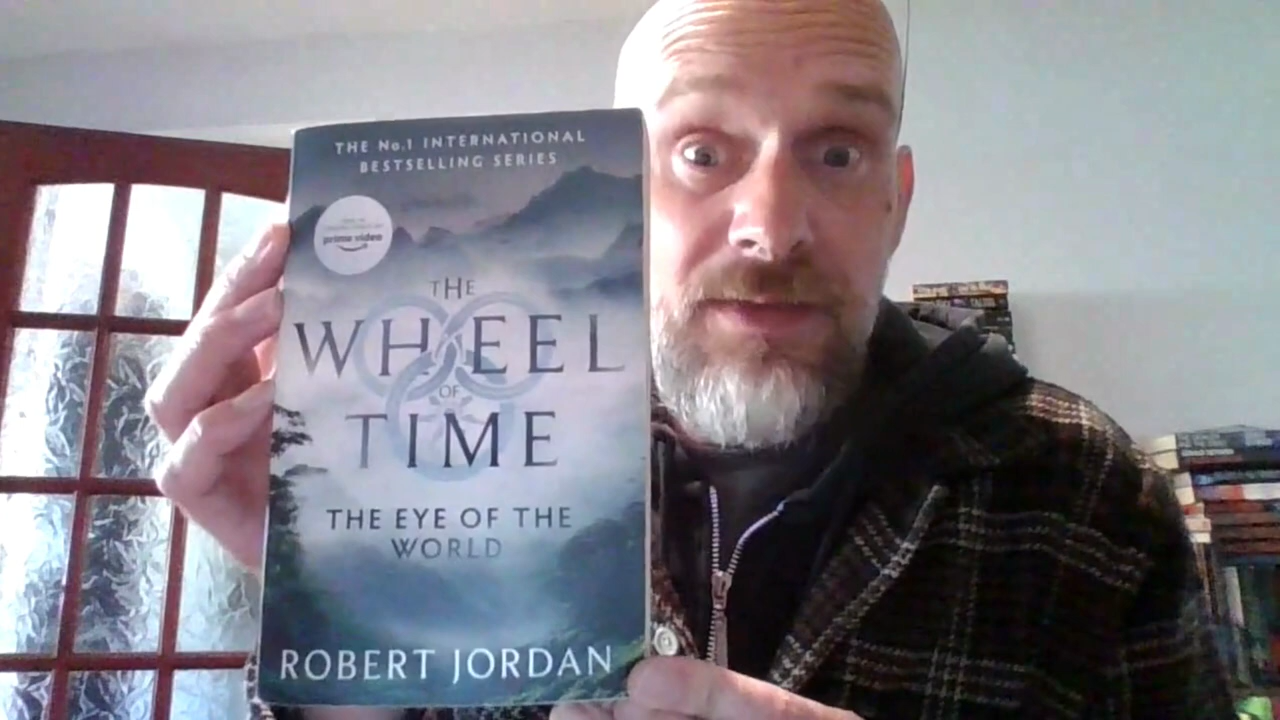 THE No.1 INTERNATIONAL
BESTSELLING SERIES
prime video
THE
WHEEL
OF
TIME
THE EYE OF THE
WORLD
ROBERT JORDAN